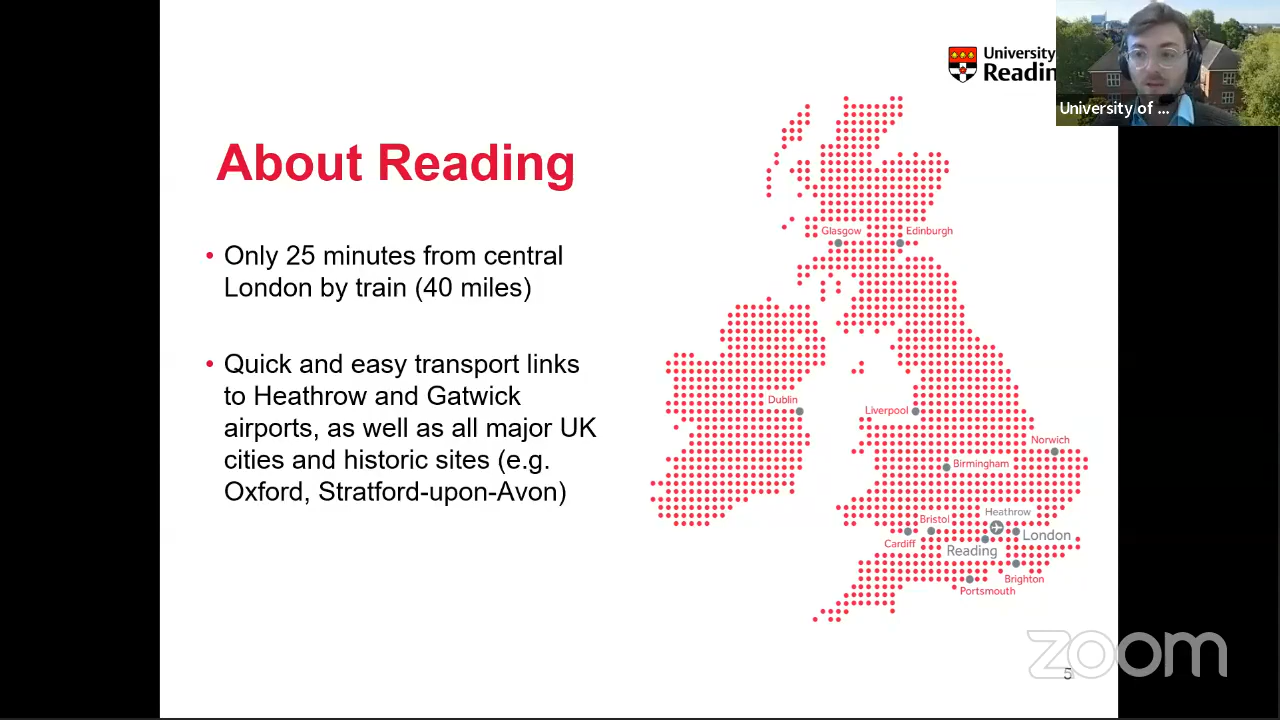 University
Readin
University of ...
About Reading
• Only 25 minutes from central
London by train (40 miles)
• Quick and easy transport links
to Heathrow and Gatwick
airports, as well as all major UK
cities and historic sites (e.g.
Oxford, Stratford-upon-Avon)
Glasgow
Edinburgh
Dublin
Liverpool
Norwich
Birmingham
Heathrow
Bristol
London
Cardiff
Reading
Brighton
Portsmouth
zoom
5